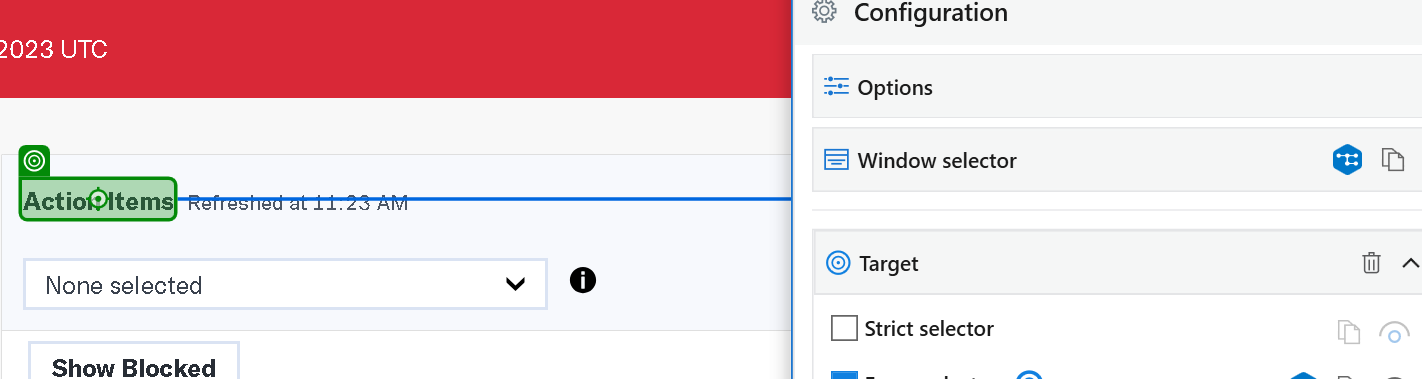 2023 UTC
Action Items Refreshed at 11:23 AM
None selected
Show Blocked
Configuration
Options
Window selector
Target
Strict selector